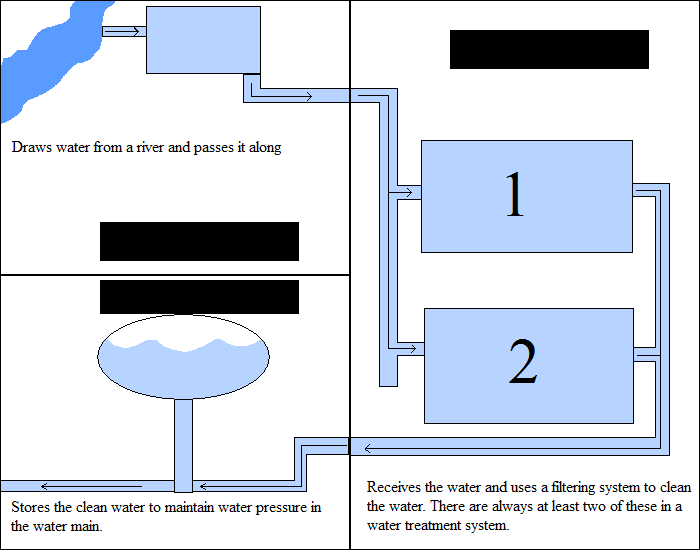 Draws water from a river and passes it along
1
2
Stores the clean water to maintain water pressure in
the water main.
Receives the water and uses a filtering system to clean
the water. There are always at least two of these in a
water treatment system.